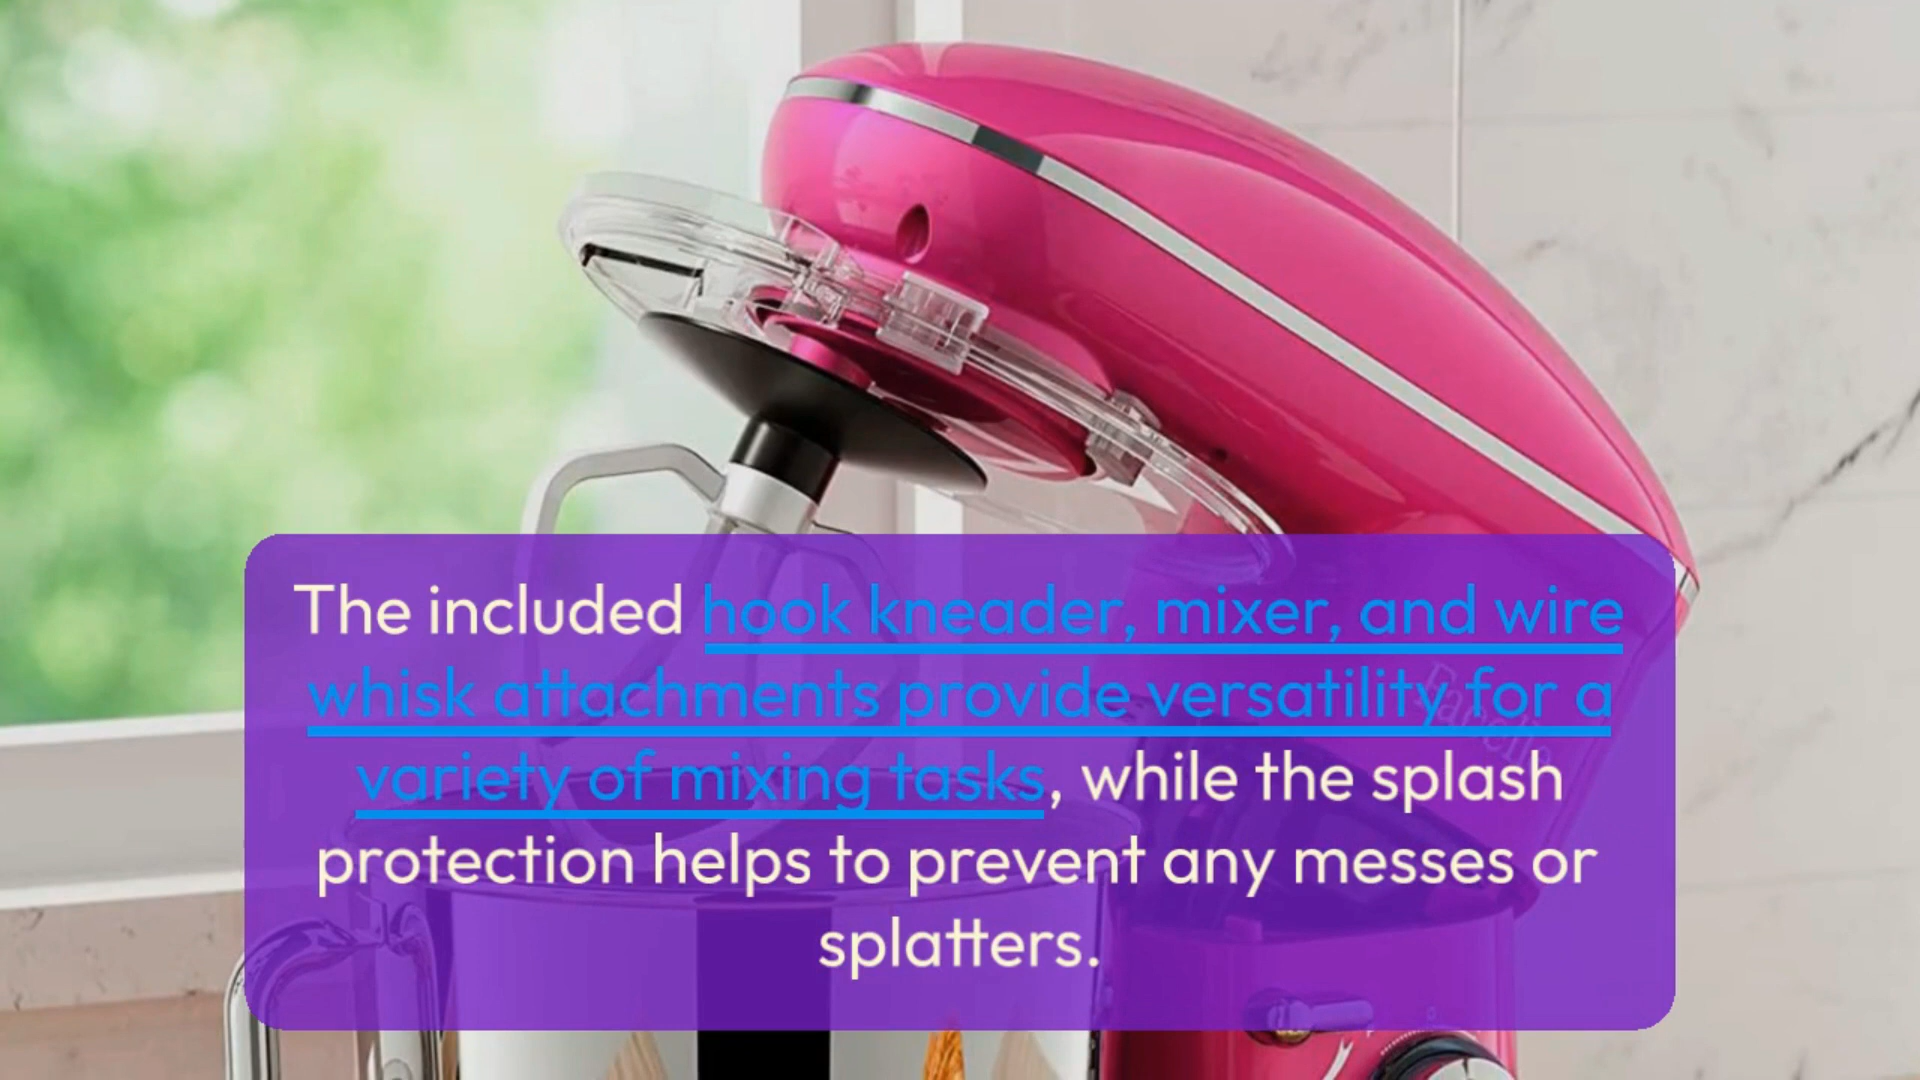 The included hook kneader, mixer, and wire
whisk attachments provide versatility for a
variety of mixing tasks, while the splash
protection helps to prevent any messes or
splatters.